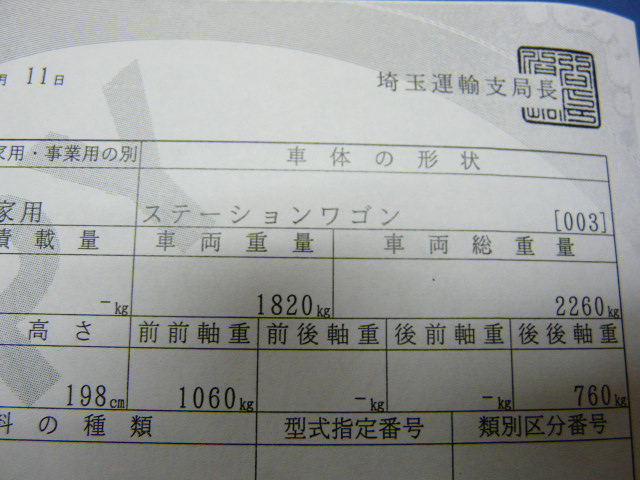 月 11日
埼玉運輸支局長
家用・事業用の別 車体の形状
家用 ステーションワゴン [003]
積載量 車両重量 車両総重量
-kg 1820kg 2260kg
高さ 前前軸重 前後軸重 後前軸重 後後軸重
198cm 1060kg -kg -kg 760kg
料の種類 型式指定番号 類別区分番号